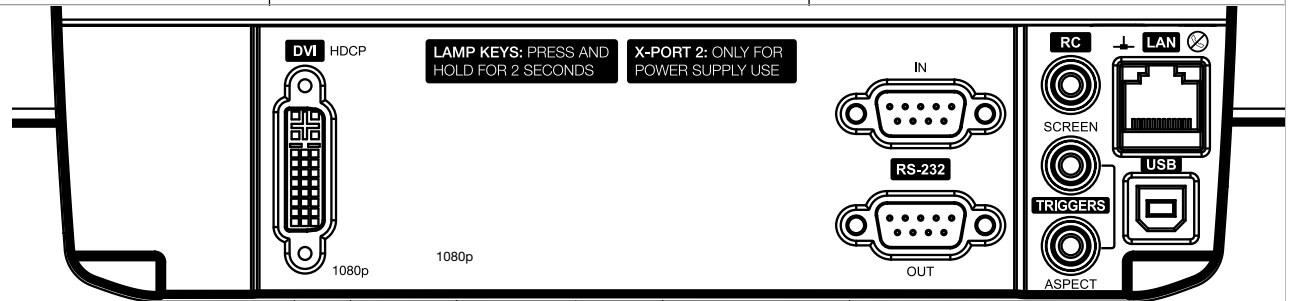 DVI HDCP
LAMP KEYS: PRESS AND
HOLD FOR 2 SECONDS
X-PORT 2: ONLY FOR
POWER SUPPLY USE
1080p
1080p
IN
RS-232
OUT
RC
LAN
SCREEN
USB
TRIGGERS
ASPECT